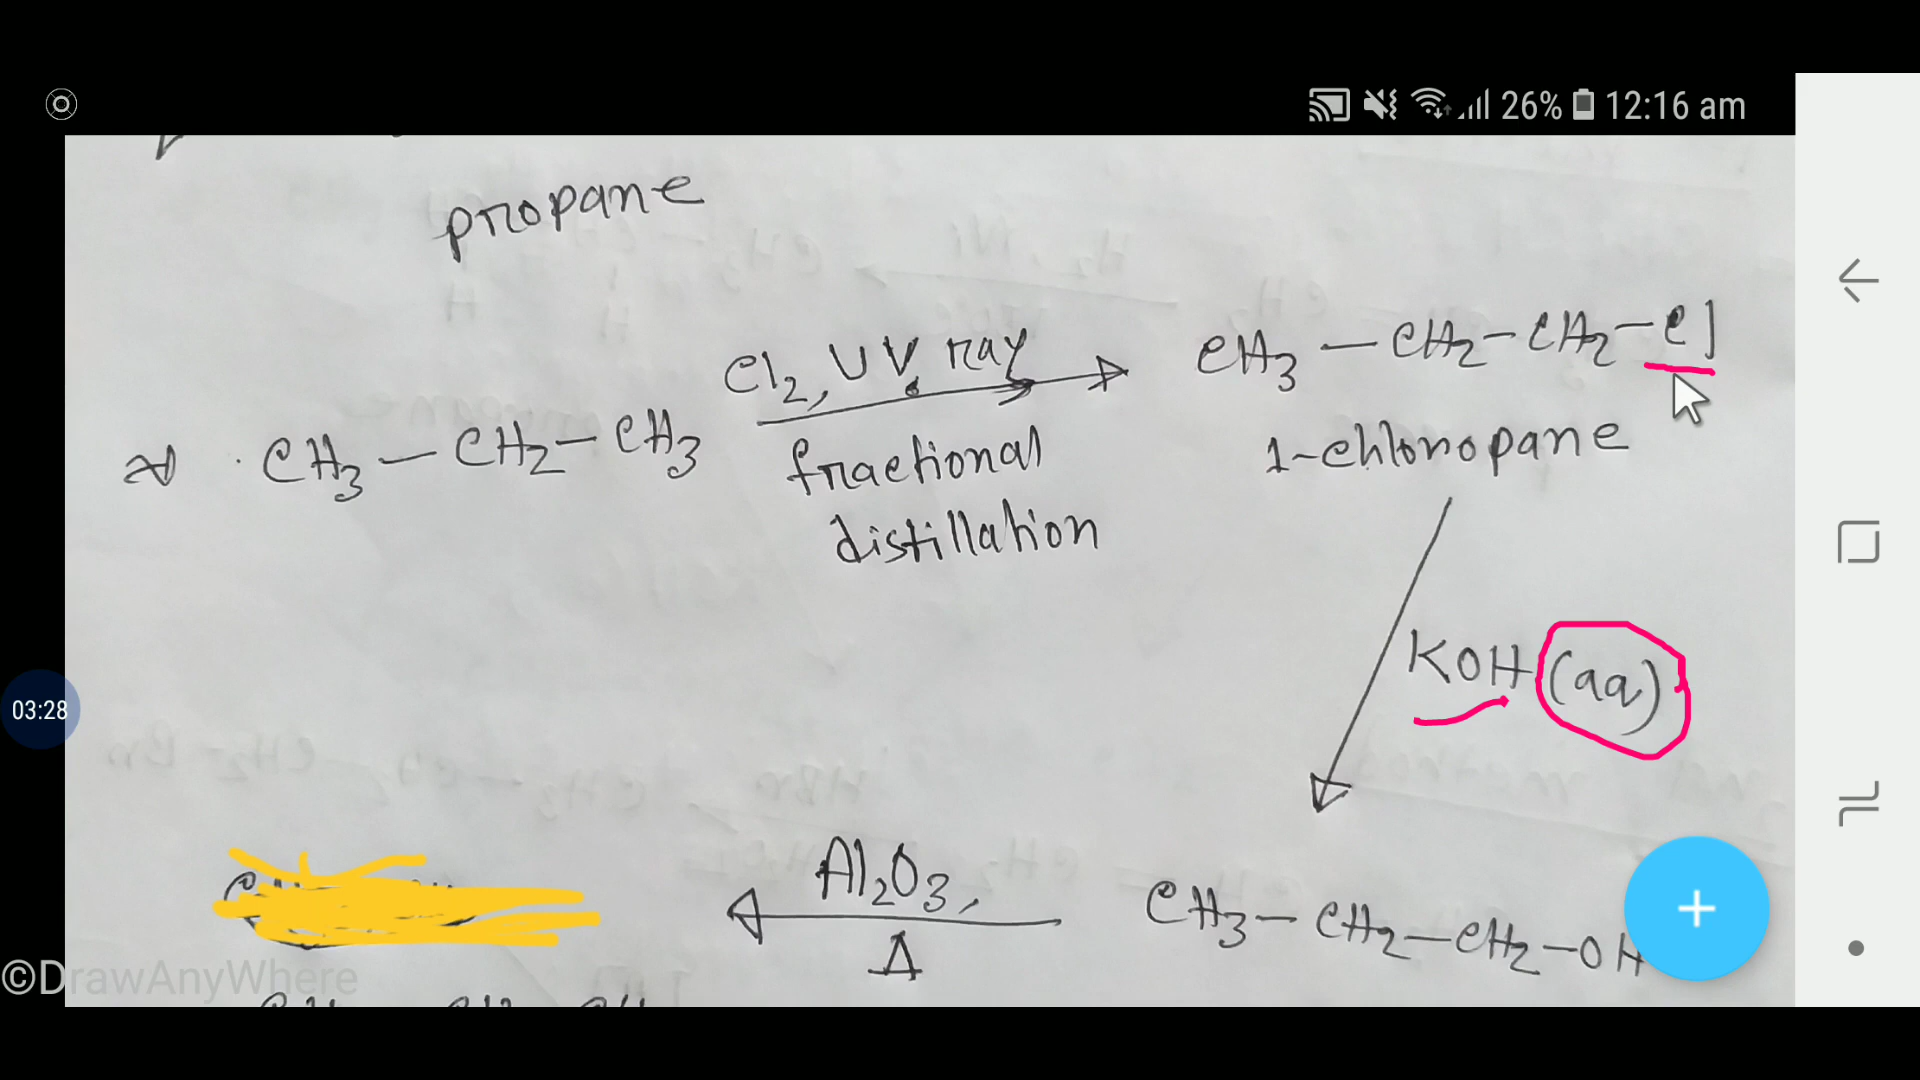 26% 12:16 am
propane
CH3 — CH2 — CH3
Cl2, UV ray
fractional
distillation
CH3 — CH2 — CH2 — Cl
1-chloropane
KOH (aq)
03:28
CH3 — CH2 — CH2 — OH
Al2O3,
Δ
+
©DrawAnyWhere